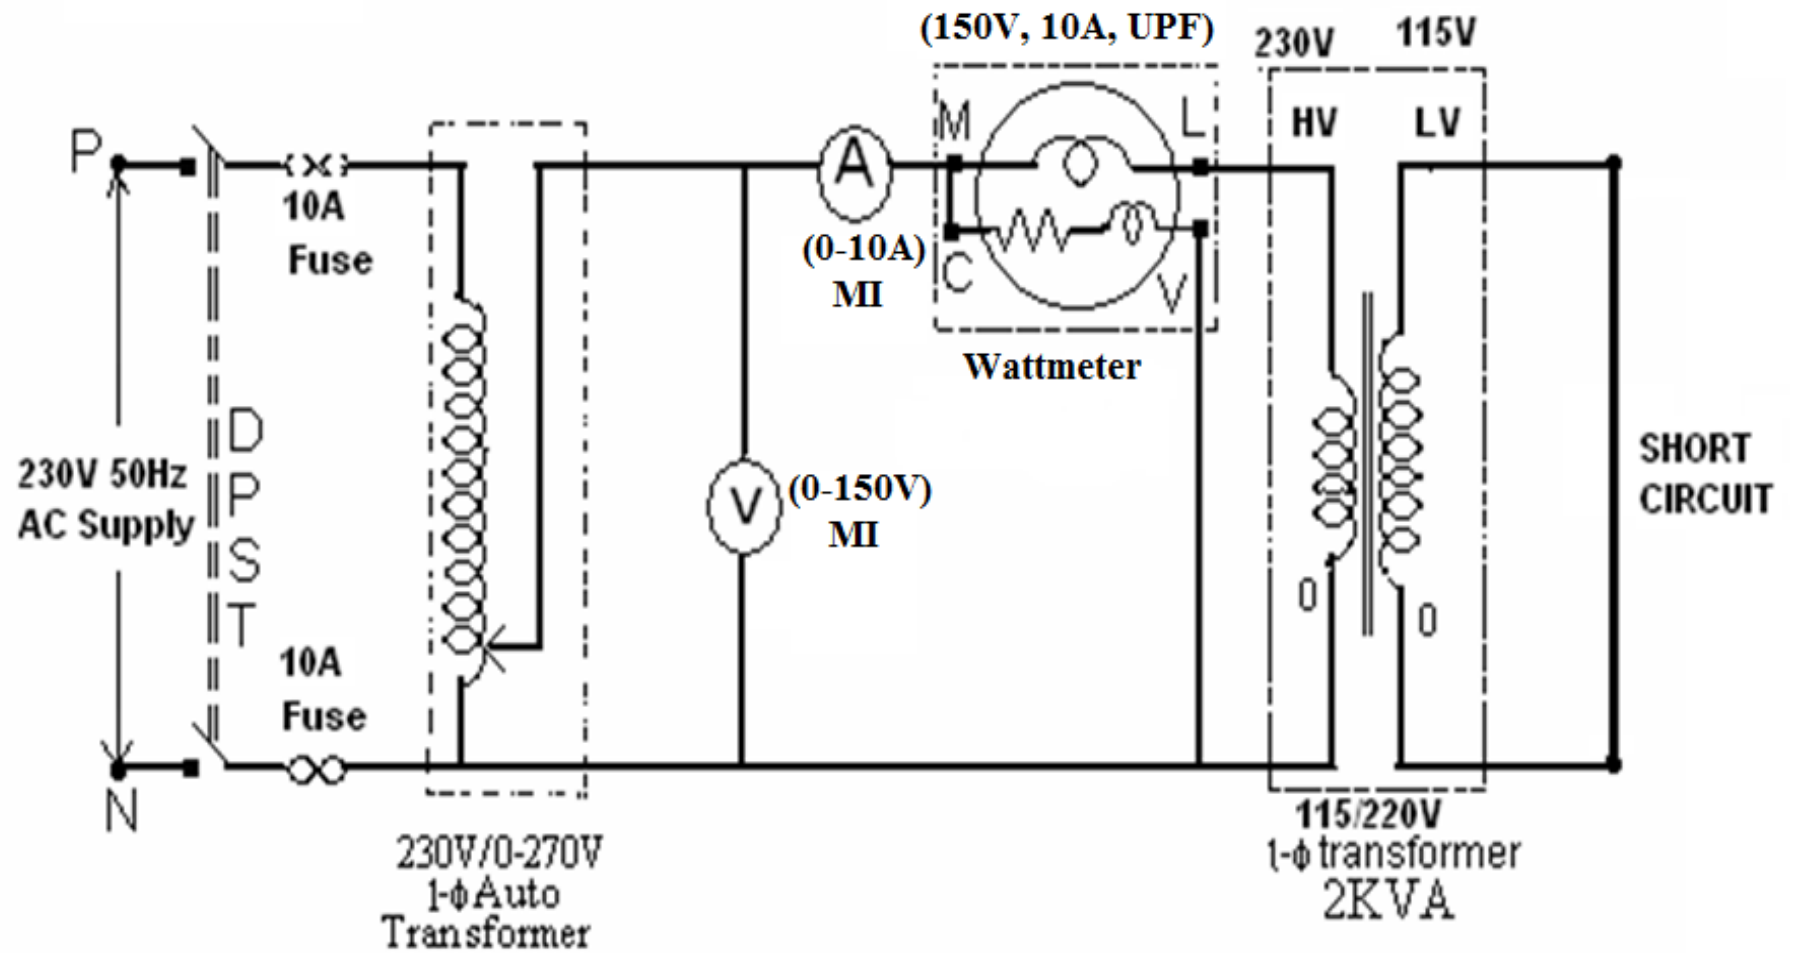 (150V, 10A, UPF)
230V
115V
P
10A
Fuse
A
(0-10A)
MI
M
L
C
V
Wattmeter
HV
LV
230V 50Hz
AC Supply
D
P
S
T
V
(0-150V)
MI
SHORT
CIRCUIT
0
0
10A
Fuse
N
230V/0-270V
1-ϕ Auto
Transformer
115/220V
1-ϕ transformer
2KVA